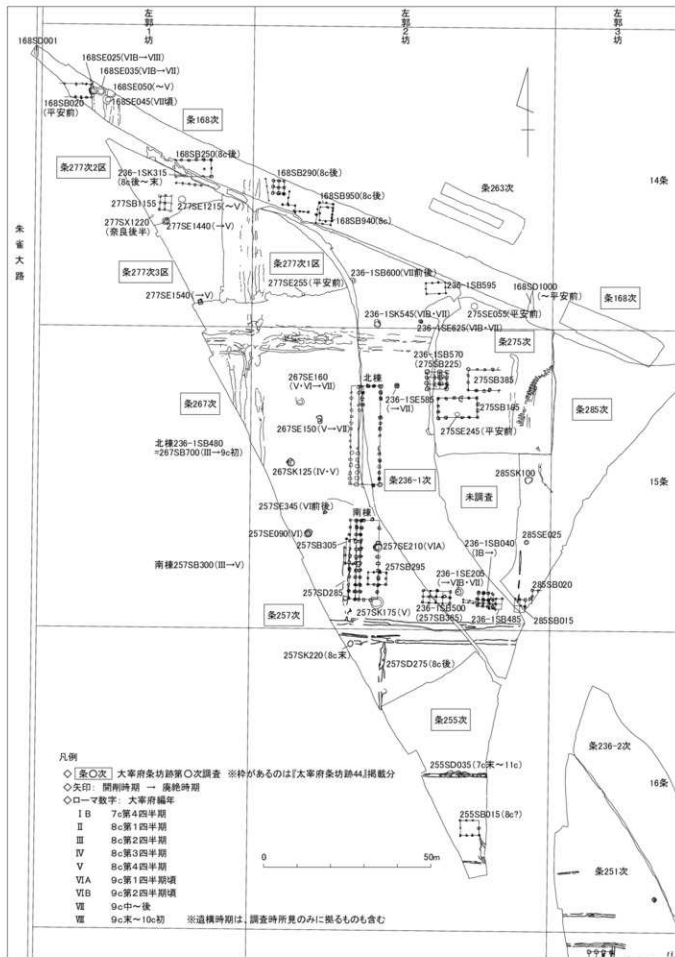 左郭1坊
左郭2坊
左郭3坊
168SD001
168SE025(VIB→VIII)
168SE035(VIB→VII)
168SE050(～V)
168SE045(VII頃)
168SB020
(平安前)
条168次
168SB250(8c後)
236-1SK315
(8c後～末)
条277次2区
168SB290(8c後)
168SB950(8c後)
168SB940(8c)
条263次
14条
277SB1155
277SE1215(～V)
277SX1220
(奈良後半)
277SE1440(→V)
朱雀大路
条277次3区
条277次1区
277SE255(平安前)
236-1SB600(VII前後)
236-1SB595
168SD1000
(～平安前)
条168次
277SE1540(→V)
236-1SK545(VIB・VII)
275SE055(平安前)
236-1SE625(VIB・VII)
条275次
236-1SB570
(275SB225)
267SE160
(V・VI→VII)
北棟
236-1SE585
(→VII)
275SB385
275SB195
条267次
条285次
267SE150(V→VII)
275SE245(平安前)
北棟236-1SB480
=267SB700(III→9c初)
267SK125(IV・V)
条236-1次
未調査
285SK100
15条
257SE345(VI前後)
南棟
257SE090(VI)
257SB305
257SE210(VIA)
236-1SB040
(IB→)
285SE025
南棟257SB300(III→V)
257SB295
236-1SE205
(→VIB・VII)
285SB020
257SD285
236-1SB500
(257SB365)
236-1SB485
285SB015
条257次
257SK175(V)
257SK220(8c末)
257SD275(8c後)
条255次
条236-2次
255SD035(7c末～11c)
16条
255SB015(8c?)
条251次
凡例
◇ 条〇次 大宰府条坊跡第〇次調査 ※枠があるのは『太宰府条坊跡44』掲載分
◇矢印: 開削時期 → 廃絶時期
◇ローマ数字: 大宰府編年
ⅠB 7c第4四半期
Ⅱ 8c第1四半期
Ⅲ 8c第2四半期
Ⅳ 8c第3四半期
Ⅴ 8c第4四半期
ⅥA 9c第1四半期頃
ⅥB 9c第2四半期頃
Ⅶ 9c中～後
Ⅷ 9c末～10c初 ※遺構時期は、調査時所見のみに拠るものも含む
0 50m